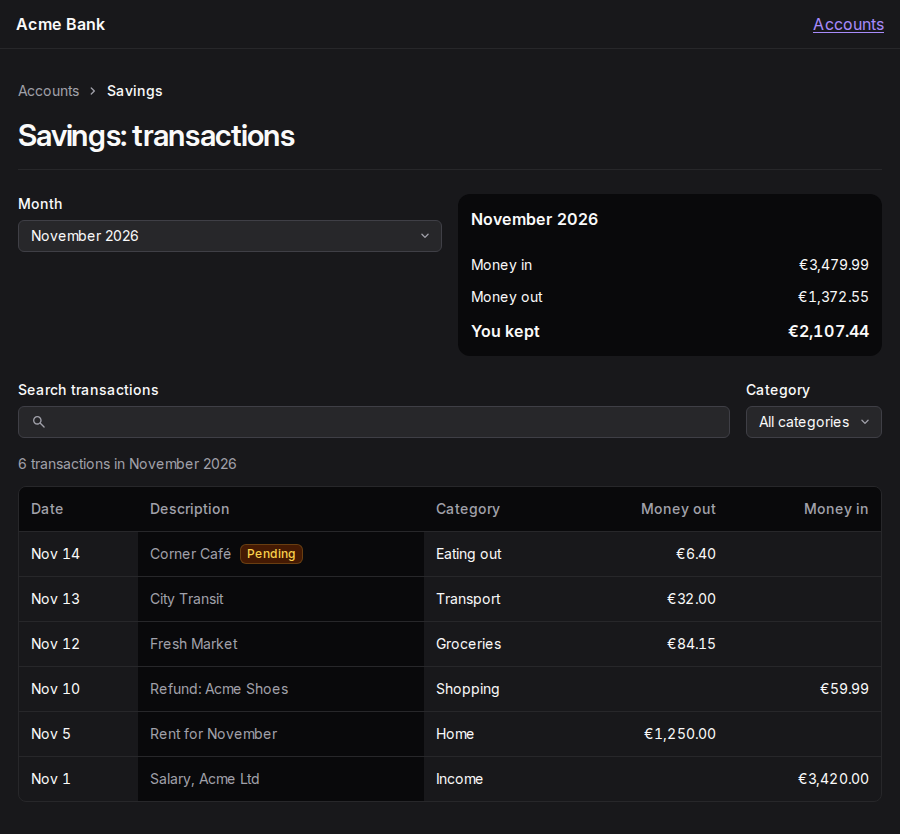 Acme Bank Accounts
Accounts Savings
Savings: transactions
Month
November 2026
November 2026
Money in €3,479.99
Money out €1,372.55
You kept €2,107.44
Search transactions Category
All categories
6 transactions in November 2026
Date Description Category Money out Money in
Nov 14 Corner Café Pending Eating out €6.40
Nov 13 City Transit Transport €32.00
Nov 12 Fresh Market Groceries €84.15
Nov 10 Refund: Acme Shoes Shopping €59.99
Nov 5 Rent for November Home €1,250.00
Nov 1 Salary, Acme Ltd Income €3,420.00